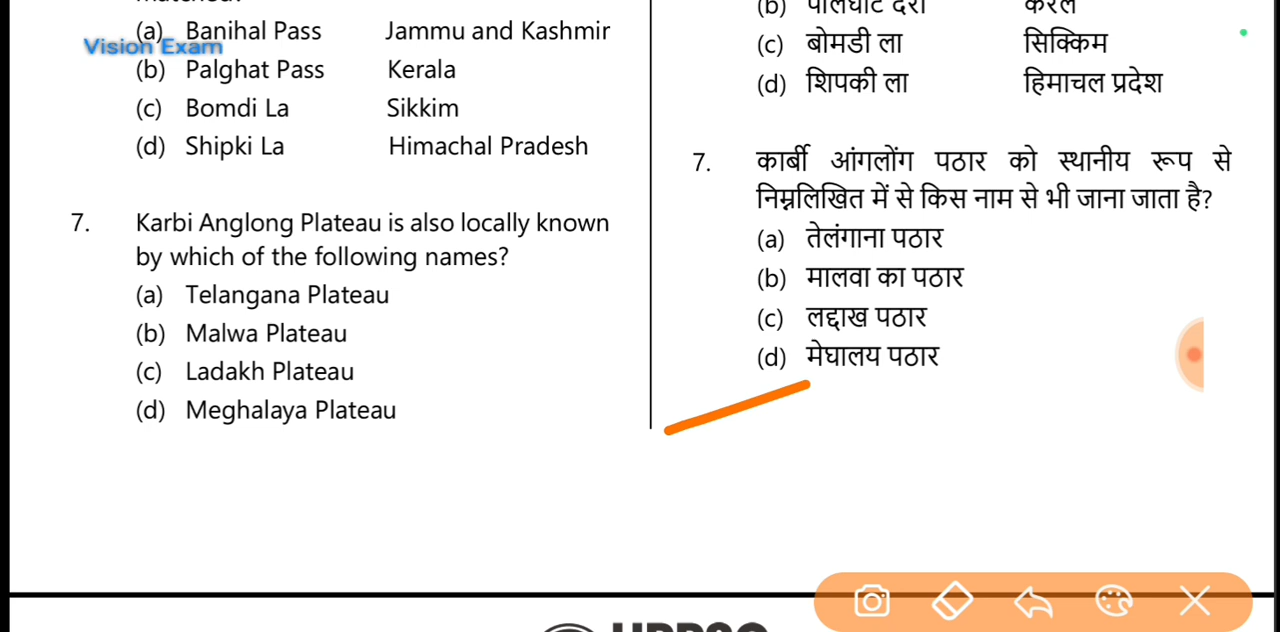 (a) Banihal Pass Jammu and Kashmir
Vision Exam
(b) Palghat Pass Kerala
(c) Bomdi La Sikkim
(d) Shipki La Himachal Pradesh
7. Karbi Anglong Plateau is also locally known
by which of the following names?
(a) Telangana Plateau
(b) Malwa Plateau
(c) Ladakh Plateau
(d) Meghalaya Plateau
(c) बोमडी ला सिक्किम
(d) शिपकी ला हिमाचल प्रदेश
7. कार्बी आंगलोंग पठार को स्थानीय रूप से
निम्नलिखित में से किस नाम से भी जाना जाता है?
(a) तेलंगाना पठार
(b) मालवा का पठार
(c) लद्दाख पठार
(d) मेघालय पठार